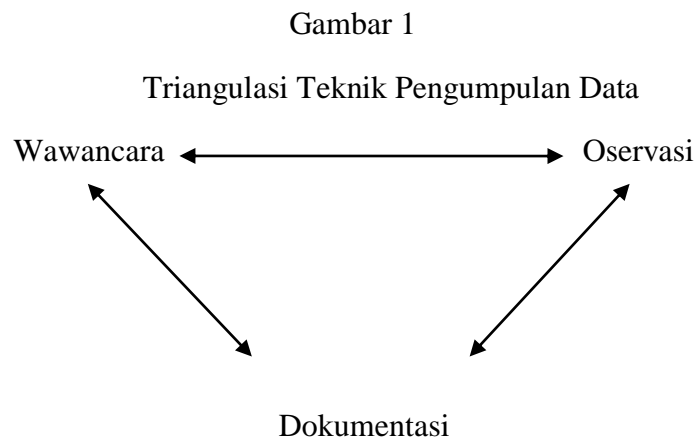 Gambar 1
Triangulasi Teknik Pengumpulan Data
Wawancara Oservasi
Dokumentasi